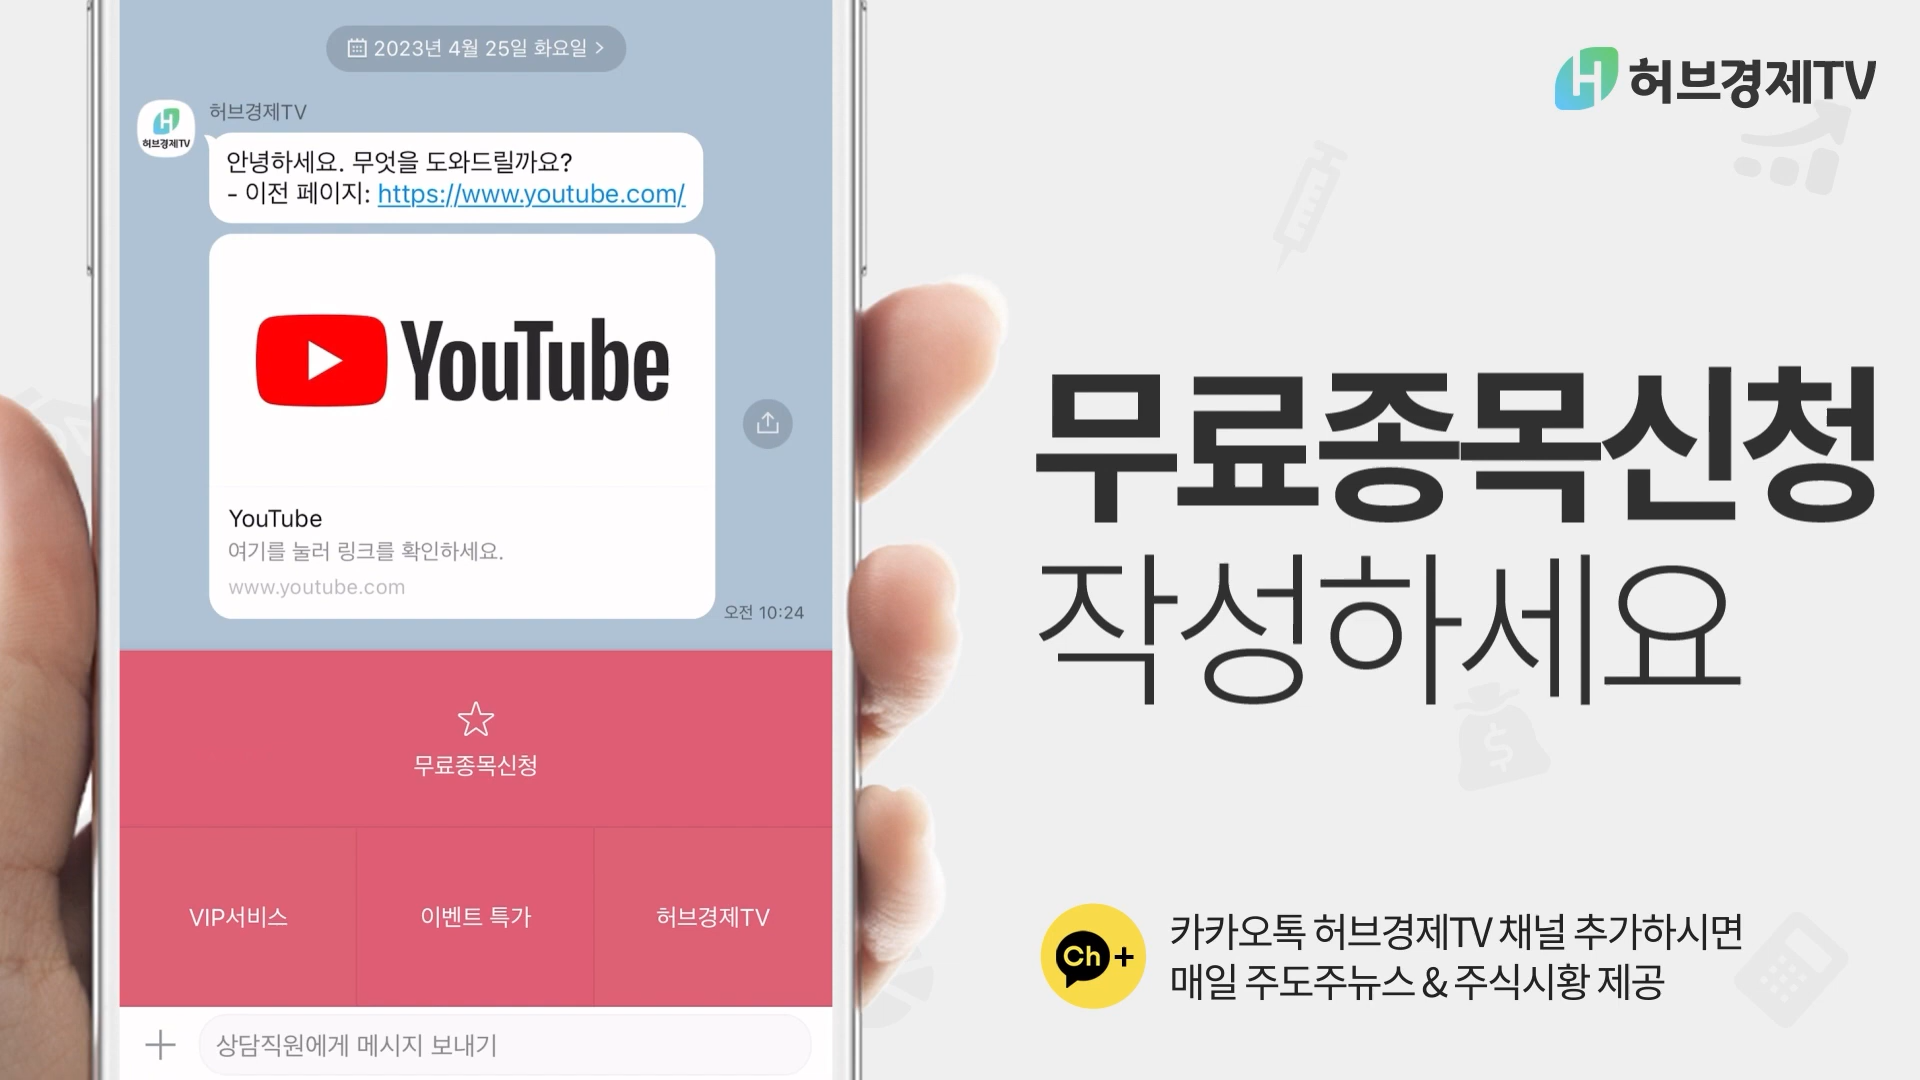 2023년 4월 25일 화요일 >
허브경제TV
허브경제TV
안녕하세요. 무엇을 도와드릴까요?
- 이전 페이지: https://www.youtube.com/
YouTube
YouTube
여기를 눌러 링크를 확인하세요.
www.youtube.com
오전 10:24
무료종목신청
VIP서비스
이벤트 특가
허브경제TV
상담직원에게 메시지 보내기
허브경제TV
무료종목신청
작성하세요
Ch+
카카오톡 허브경제TV 채널 추가하시면
매일 주도주뉴스 & 주식시황 제공